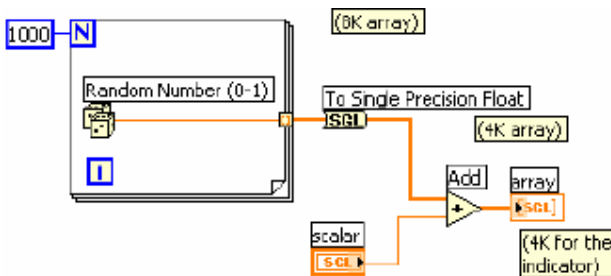 1000
N
(8K array)
Random Number (0-1)
To Single Precision Float
SGL
(4K array)
i
Add
array
+
SGL]
scalar
SGL
(4K for the
indicator)